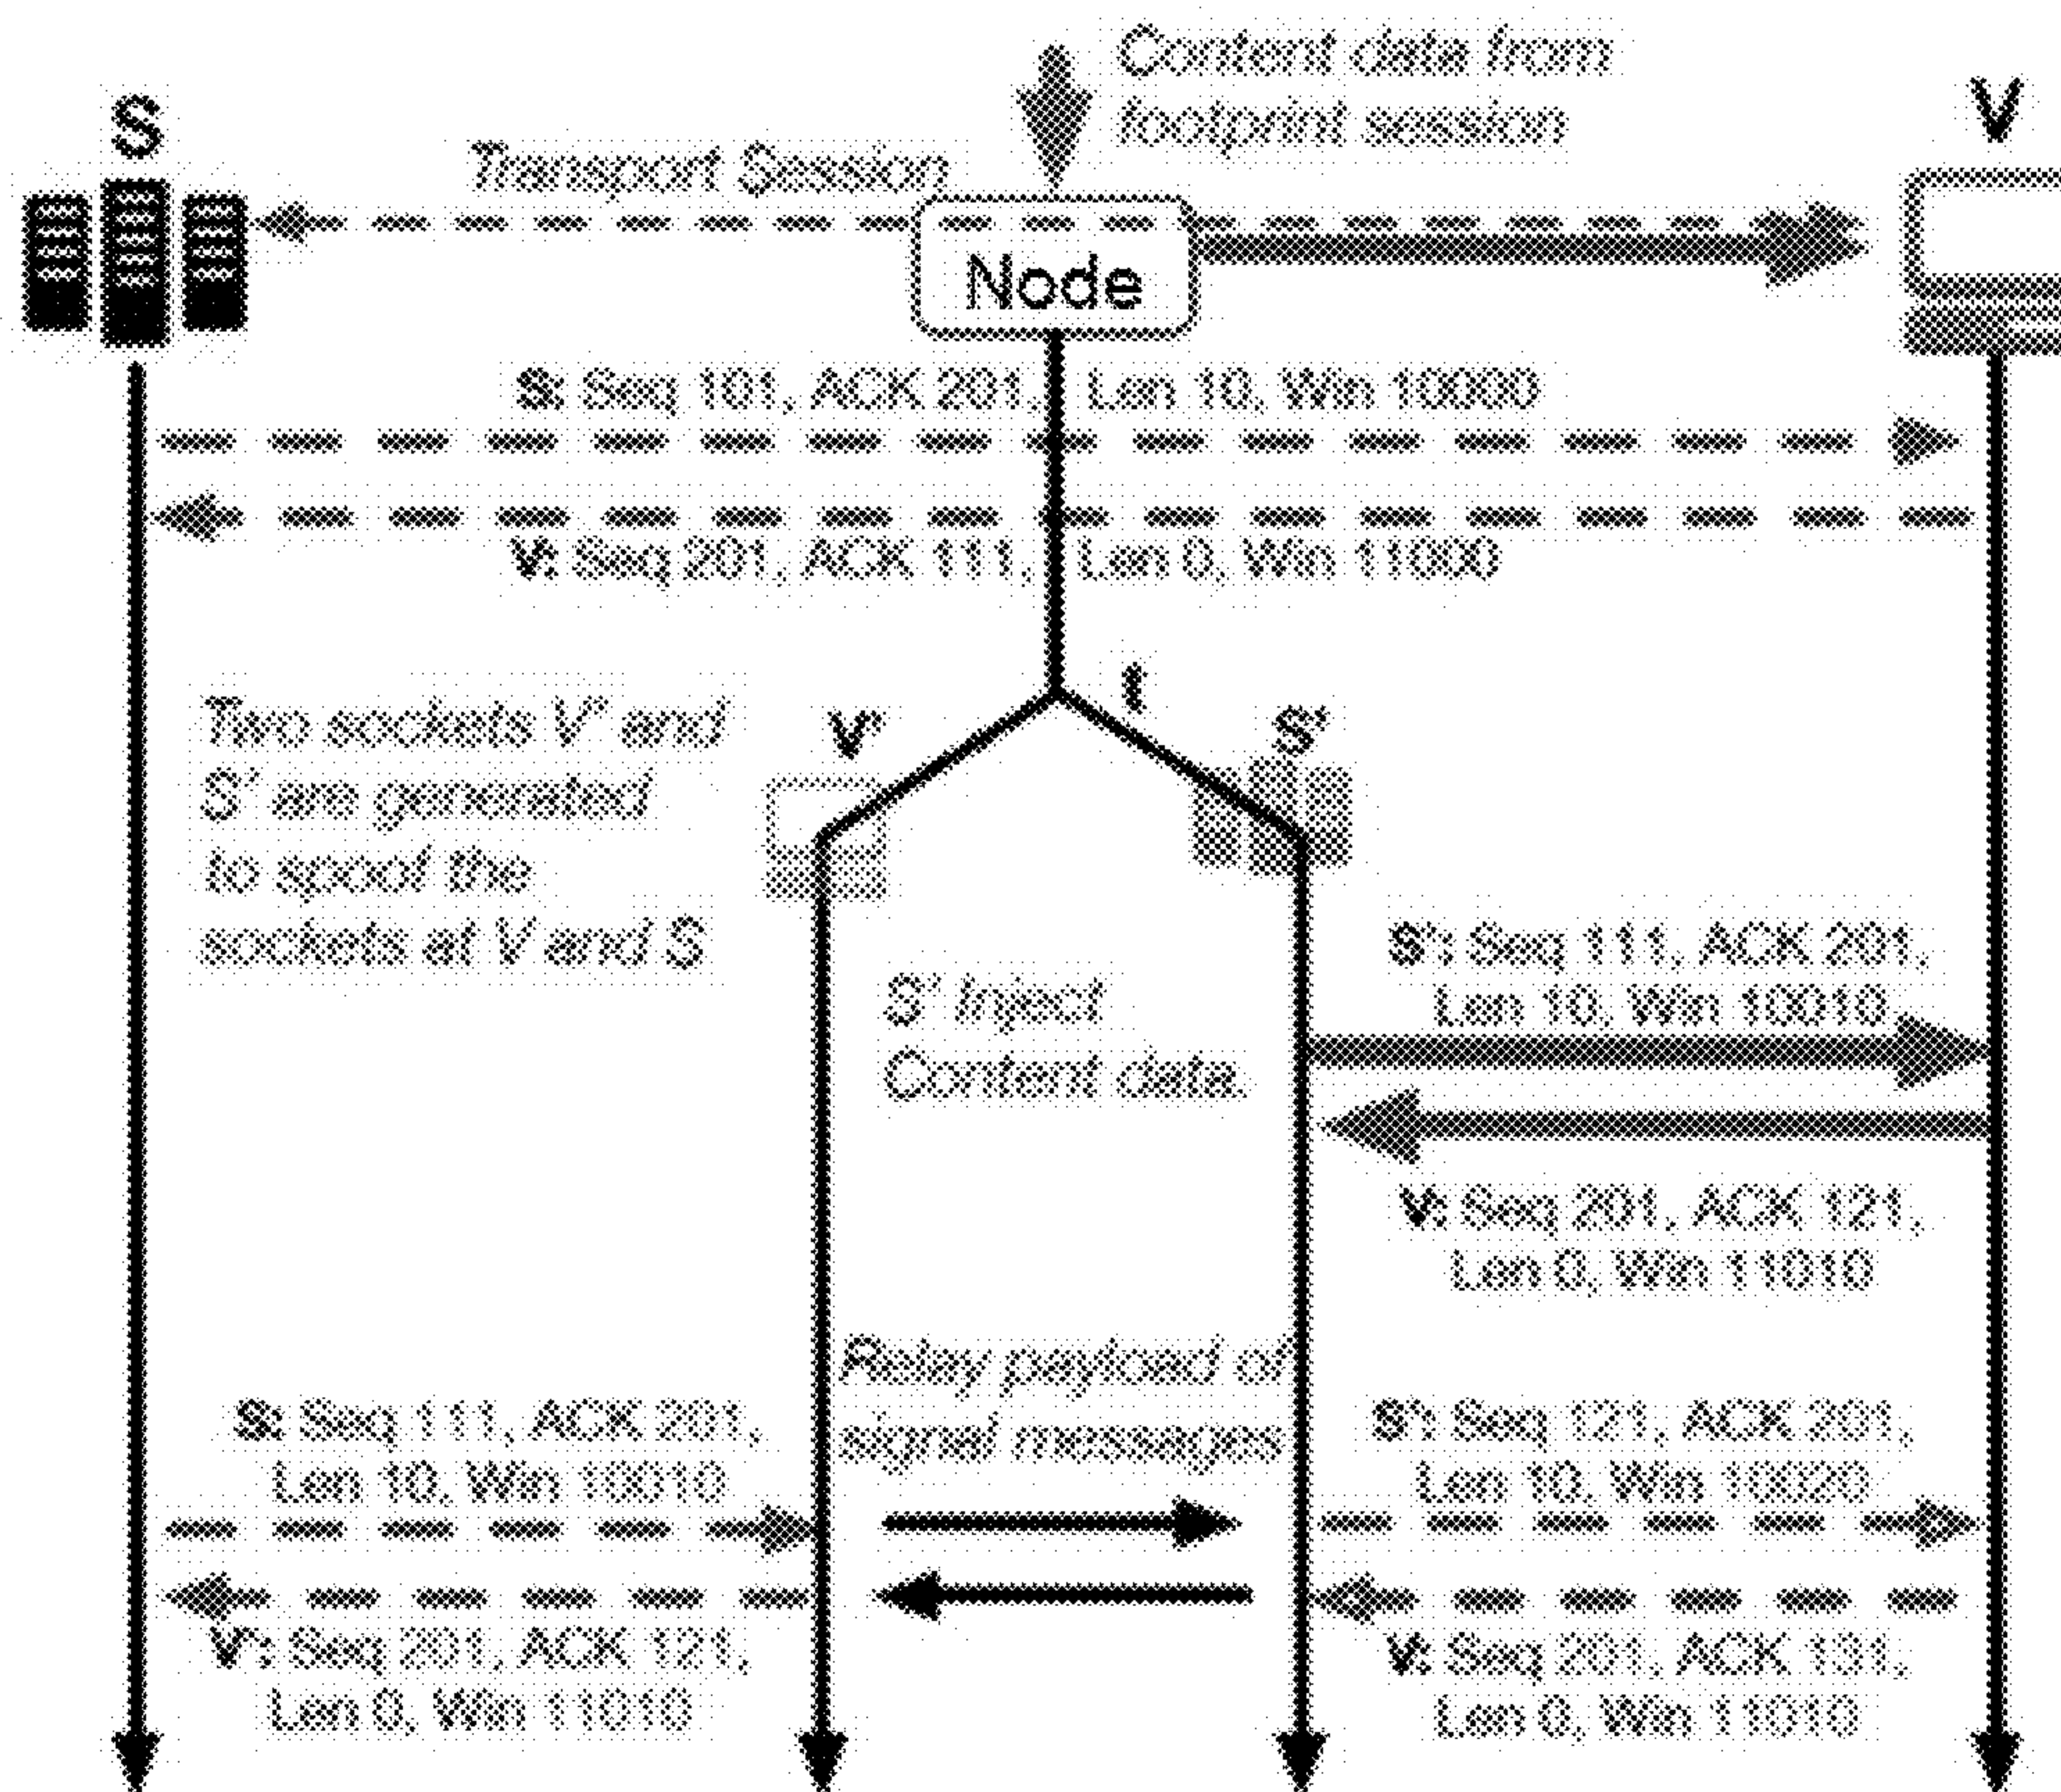 Content data from
footprint session
S
V
Transport Session
Node
S: Seq 101, ACK 201, Len 10, Win 10000
V: Seq 201, ACK 111, Len 0, Win 11000
t
Two sockets V' and
S' are generated
to spoof the
sockets at V and S
V'
S'
S' Inject
Content data.
S': Seq 111, ACK 201,
Len 10, Win 10010
V: Seq 201, ACK 121,
Len 0, Win 11010
Relay payload of
signal messages
S: Seq 111, ACK 201,
Len 10, Win 10010
S': Seq 121, ACK 201,
Len 10, Win 10020
V': Seq 201, ACK 121,
Len 0, Win 11010
V: Seq 201, ACK 131,
Len 0, Win 11010